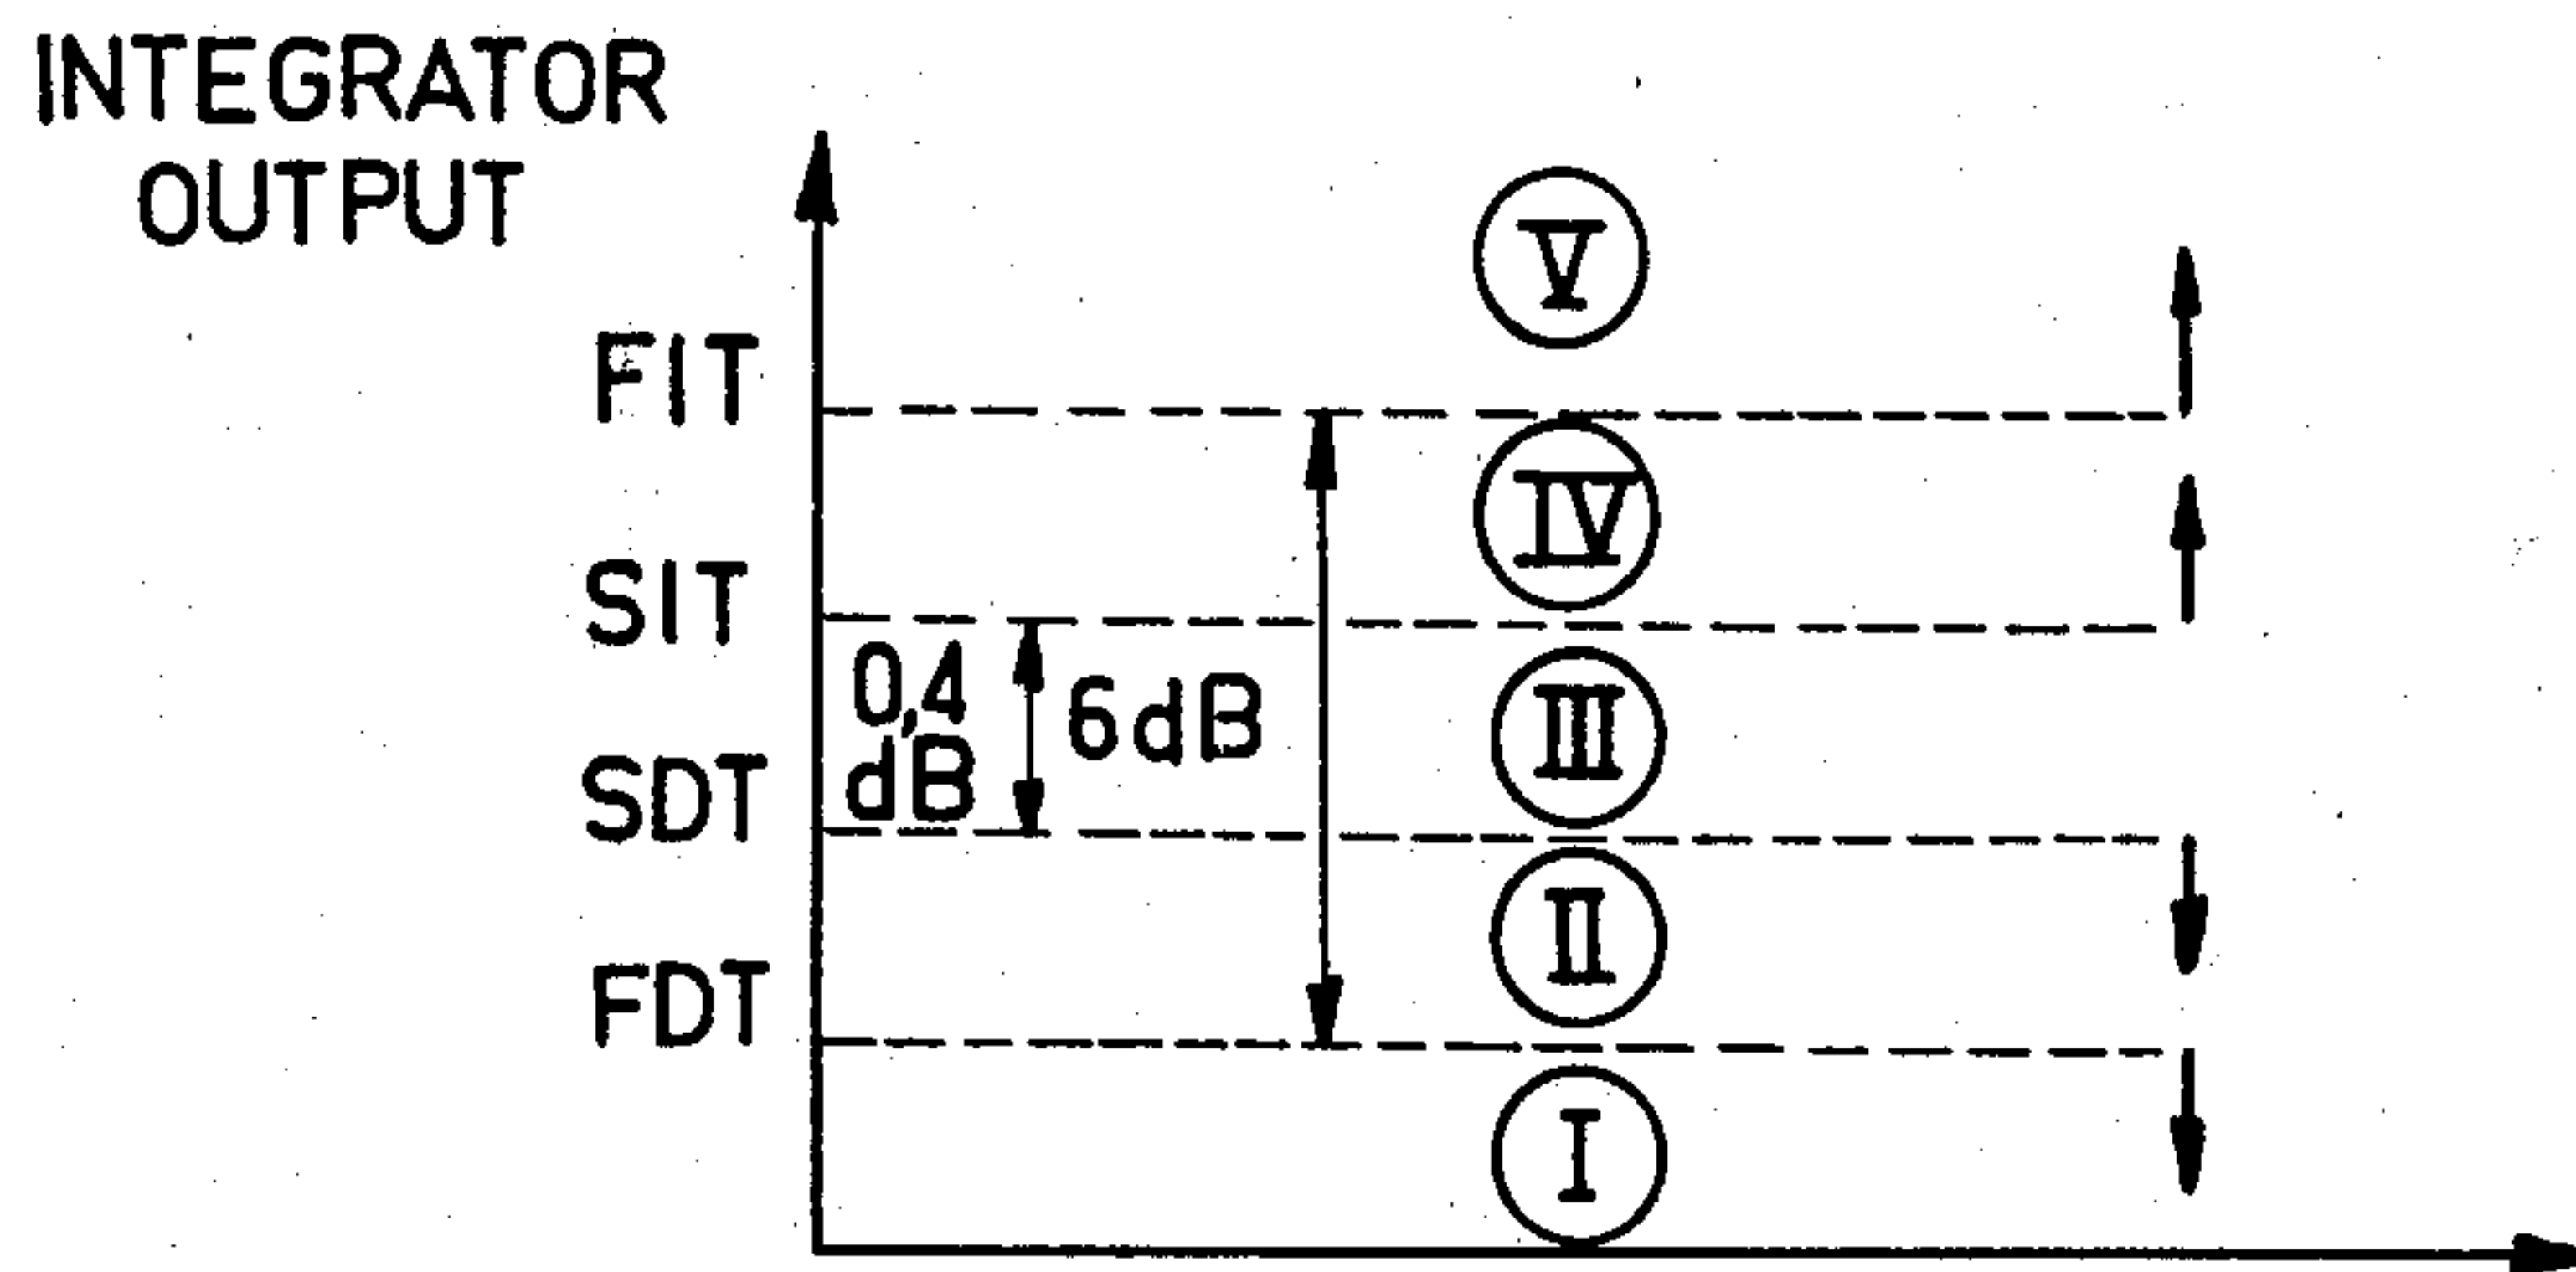 INTEGRATOR
OUTPUT
V
FIT
IV
SIT
0,4
dB
6dB
III
SDT
II
FDT
I